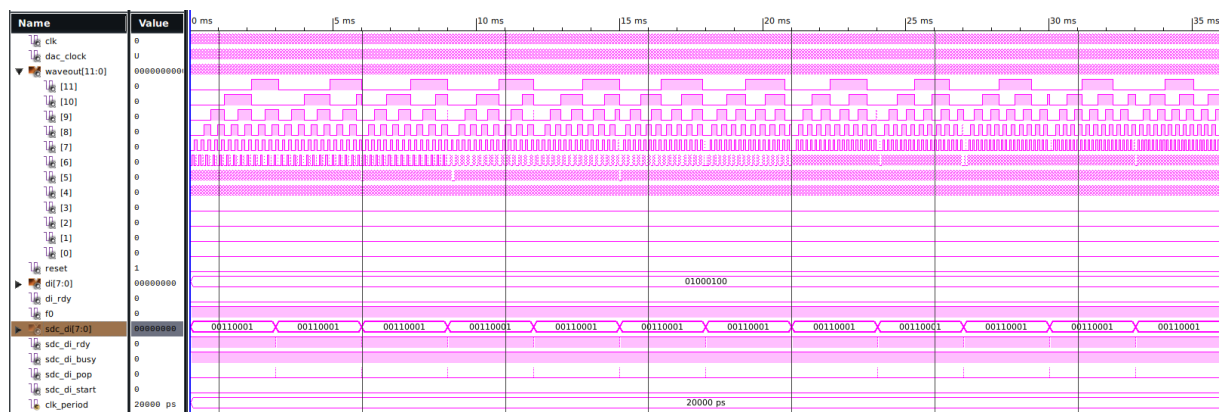 Name Value 0 ms 5 ms 10 ms 15 ms 20 ms 25 ms 30 ms 35 ms
clk 0
dac_clock U
waveout[11:0] 0000000000
[11] 0
[10] 0
[9] 0
[8] 0
[7] 0
[6] 0
[5] 0
[4] 0
[3] 0
[2] 0
[1] 0
[0] 0
reset 1
di[7:0] 00000000 01000100
di_rdy 0
f0 0
sdc_di[7:0] 00000000 00110001 00110001 00110001 00110001 00110001 00110001 00110001 00110001 00110001 00110001 00110001 00110001
sdc_di_rdy 0
sdc_di_busy 0
sdc_di_pop 0
sdc_di_start 0
clk_period 20000 ps 20000 ps